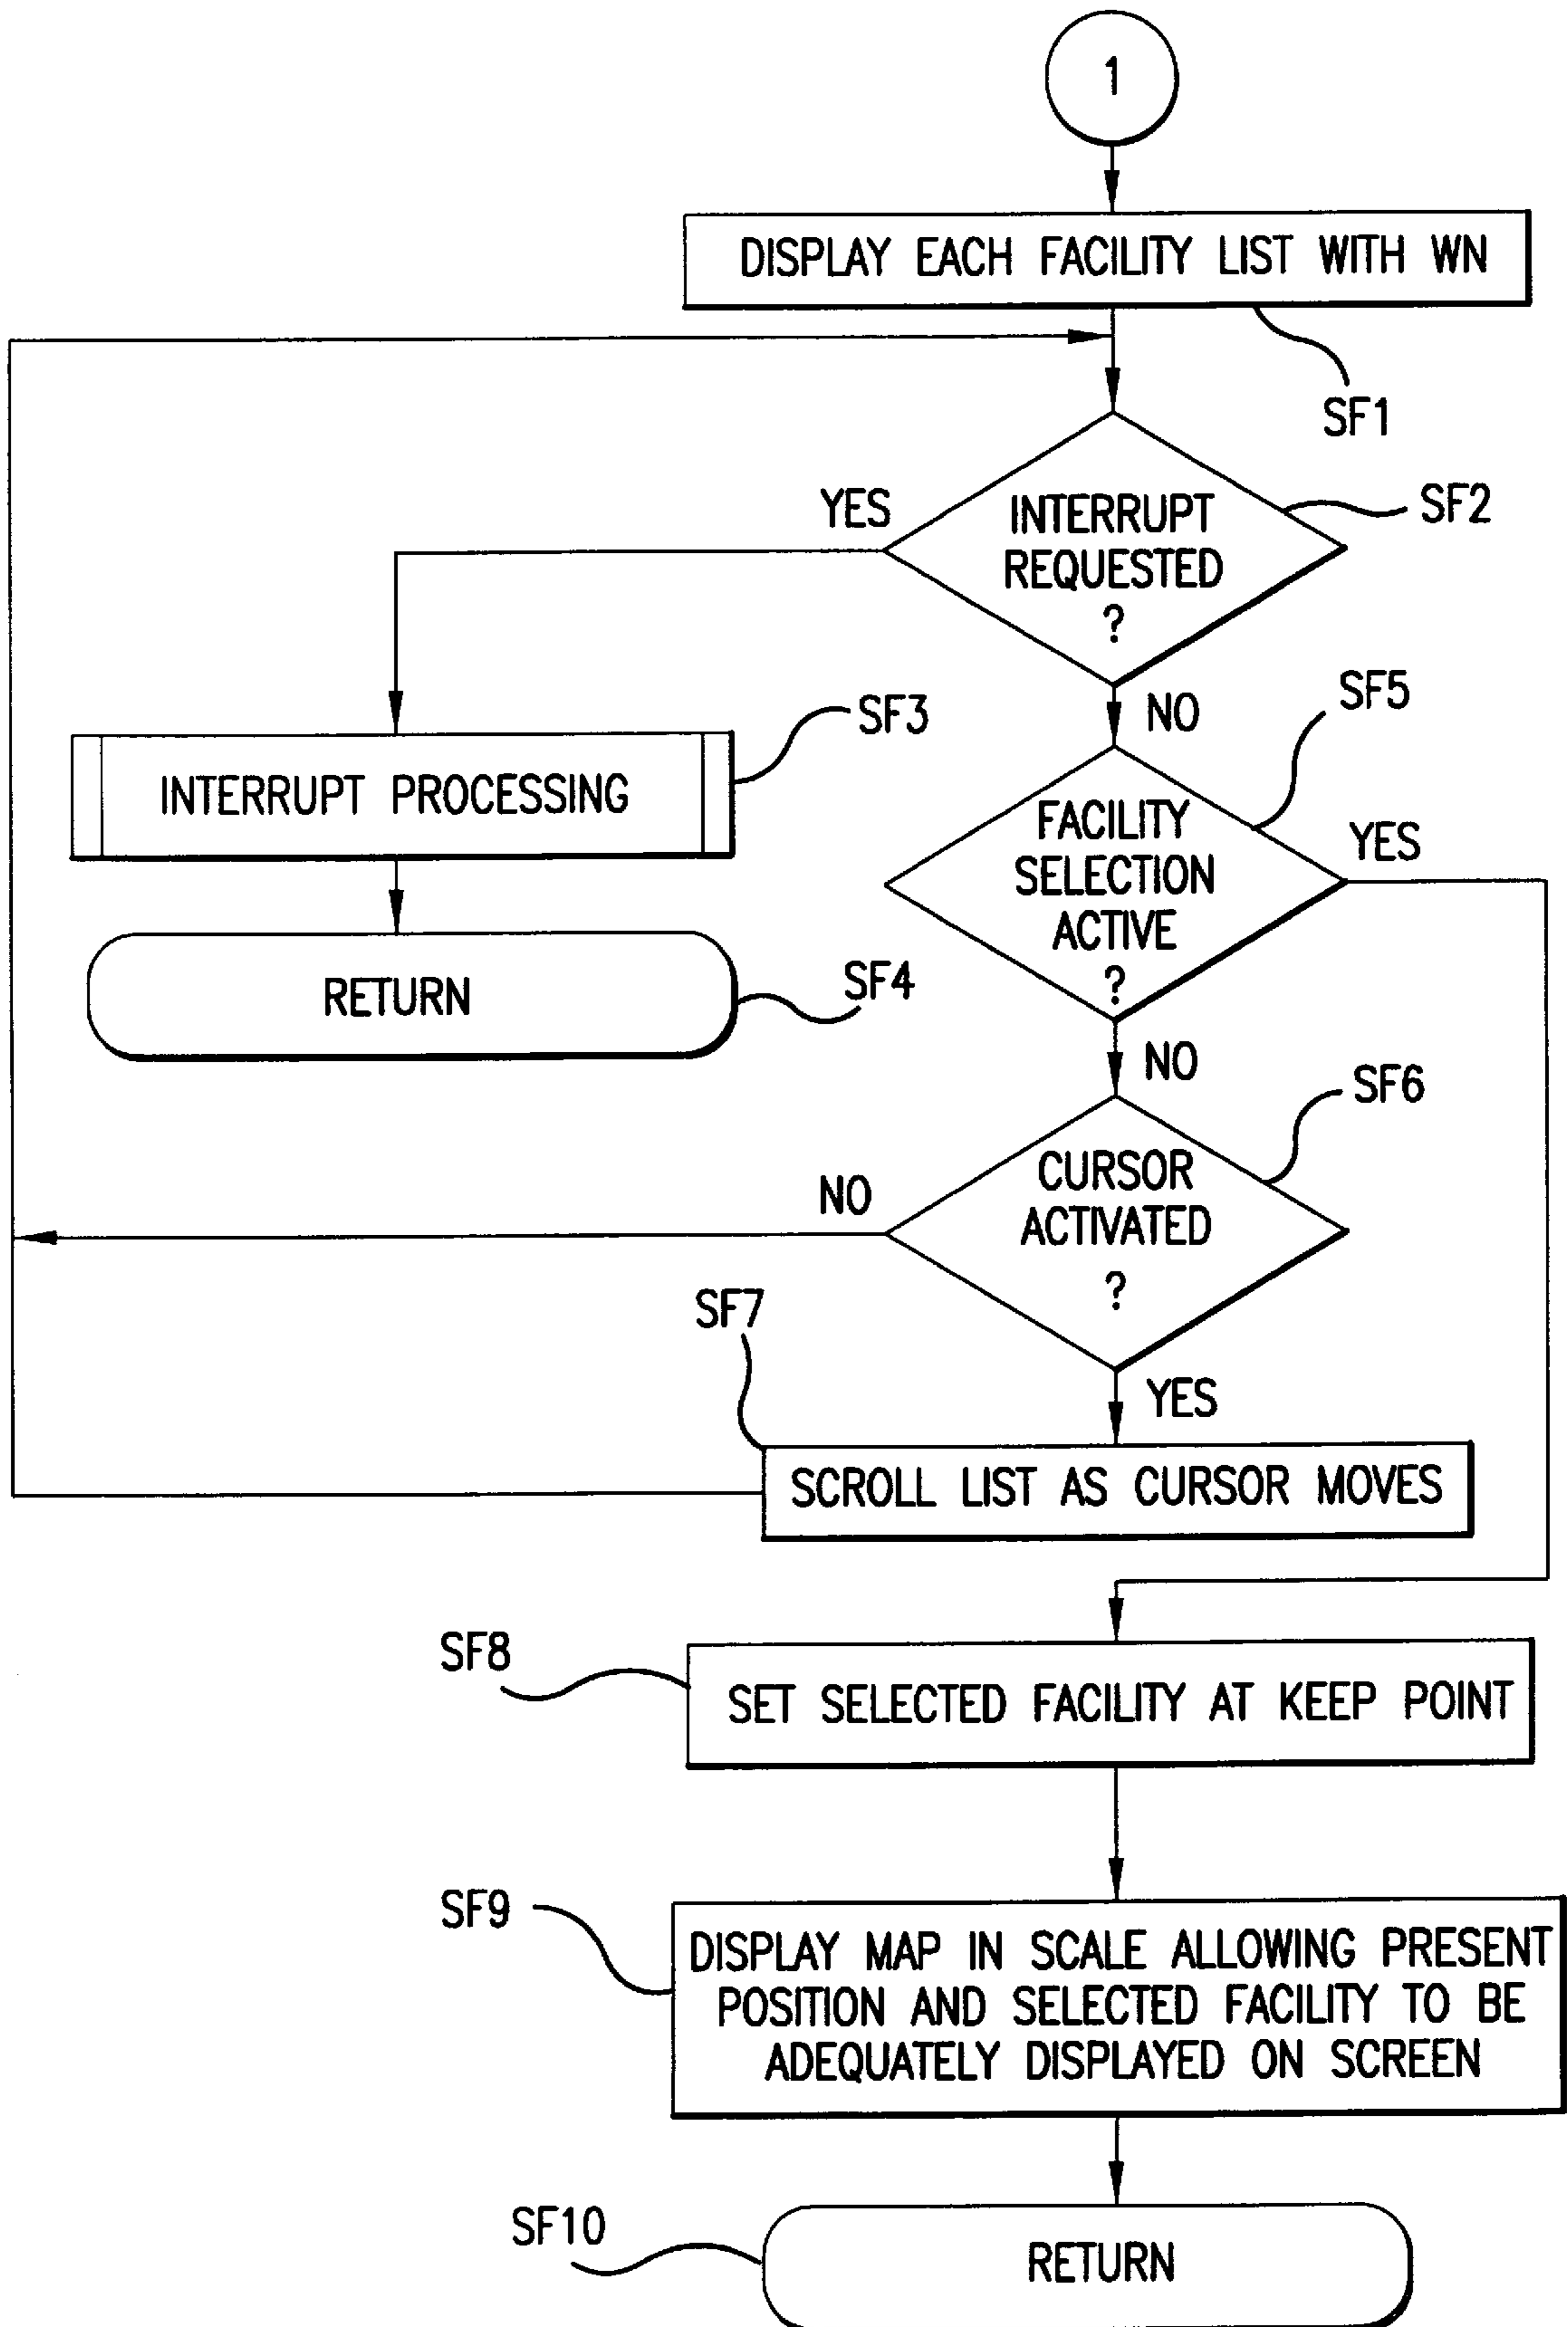 1
DISPLAY EACH FACILITY LIST WITH WN
SF1
YES
INTERRUPT
REQUESTED
?
SF2
NO
SF3
INTERRUPT PROCESSING
SF5
FACILITY
SELECTION
ACTIVE
?
YES
RETURN
SF4
NO
SF6
CURSOR
ACTIVATED
?
NO
SF7
YES
SCROLL LIST AS CURSOR MOVES
SF8
SET SELECTED FACILITY AT KEEP POINT
SF9
DISPLAY MAP IN SCALE ALLOWING PRESENT
POSITION AND SELECTED FACILITY TO BE
ADEQUATELY DISPLAYED ON SCREEN
SF10
RETURN